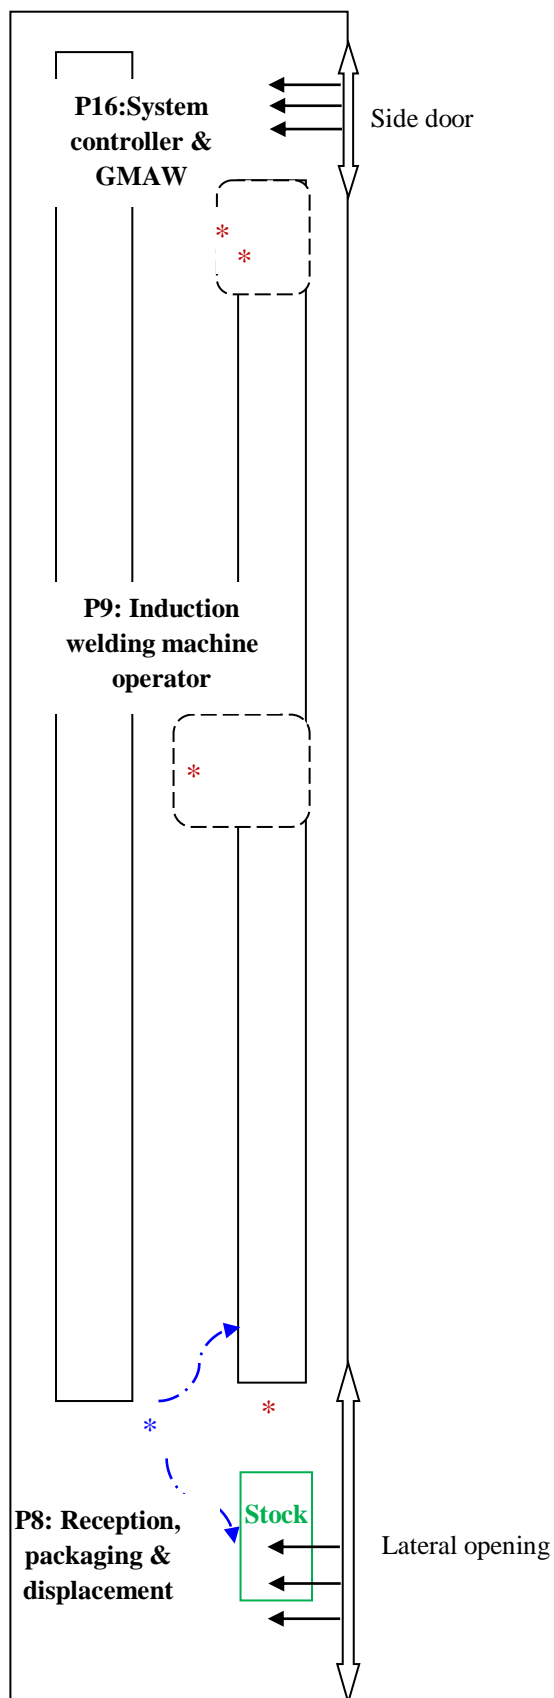 P16:System
controller &
GMAW
Side door
*
*
P9: Induction
welding machine
operator
*
*
*
P8: Reception,
packaging &
displacement
Stock
Lateral opening